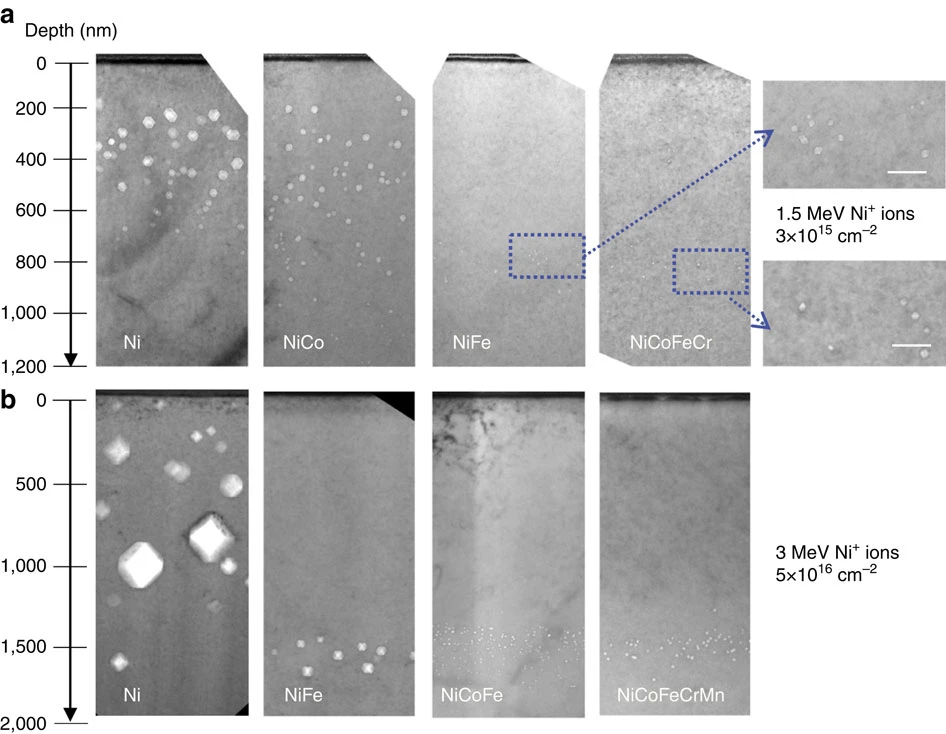 a
Depth (nm)
0
200
400
600
800
1,000
1,200
Ni
NiCo
NiFe
NiCoFeCr
1.5 MeV Ni⁺ ions
3×10¹⁵ cm⁻²
b
0
500
1,000
1,500
2,000
Ni
NiFe
NiCoFe
NiCoFeCrMn
3 MeV Ni⁺ ions
5×10¹⁶ cm⁻²